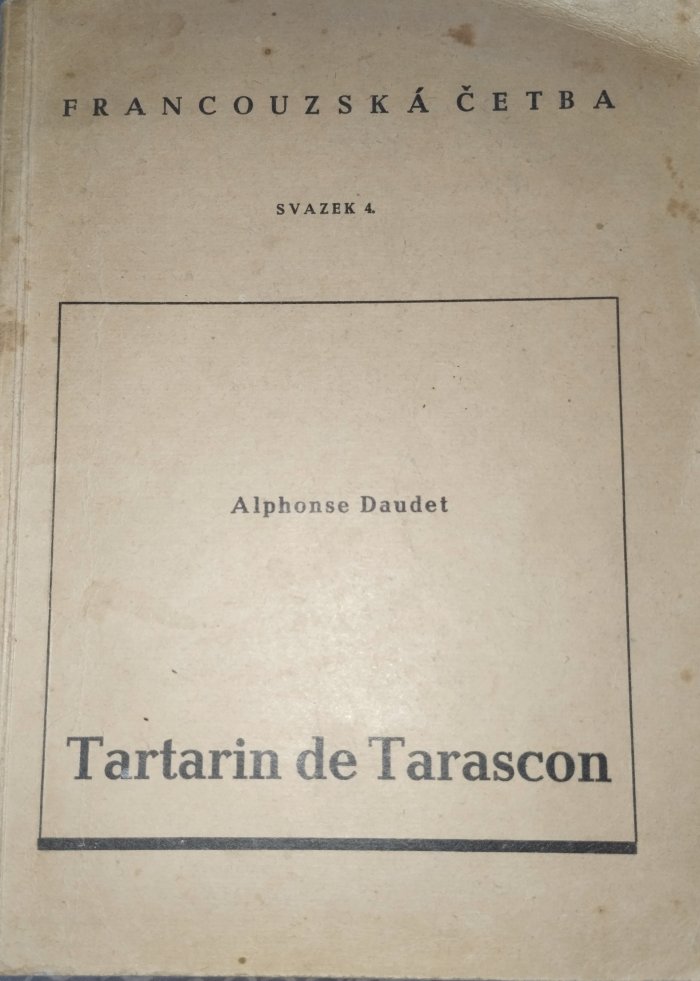 FRANCOUZSKÁ ČETBA
SVAZEK 4.
Alphonse Daudet
Tartarin de Tarascon